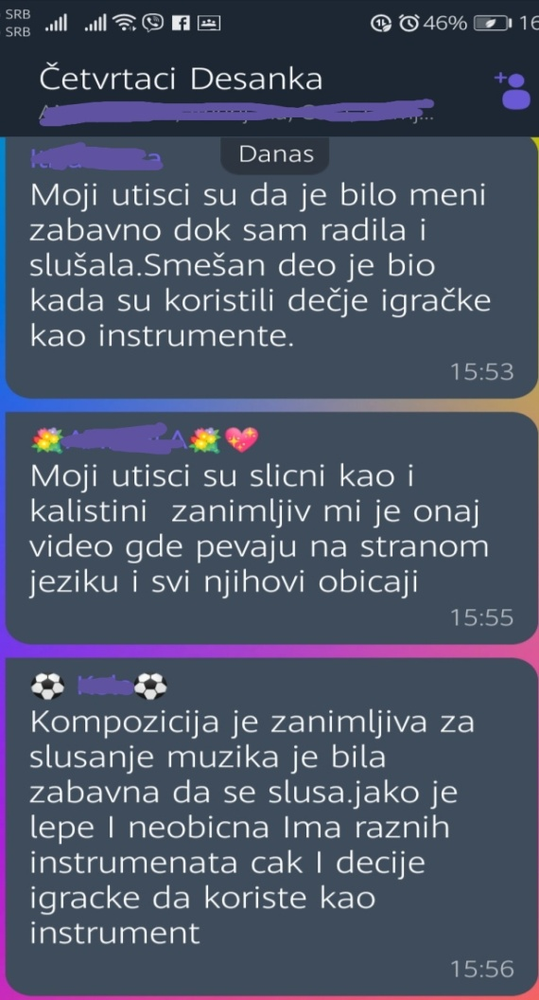 SRB
SRB
46%
16
Četvrtaci Desanka
Danas
Moji utisci su da je bilo meni
zabavno dok sam radila i
slušala.Smešan deo je bio
kada su koristili dečje igračke
kao instrumente.
15:53
Moji utisci su slicni kao i
kalistini zanimljiv mi je onaj
video gde pevaju na stranom
jeziku i svi njihovi obicaji
15:55
Kompozicija je zanimljiva za
slusanje muzika je bila
zabavna da se slusa.jako je
lepe I neobicna Ima raznih
instrumenata cak I decije
igracke da koriste kao
instrument
15:56